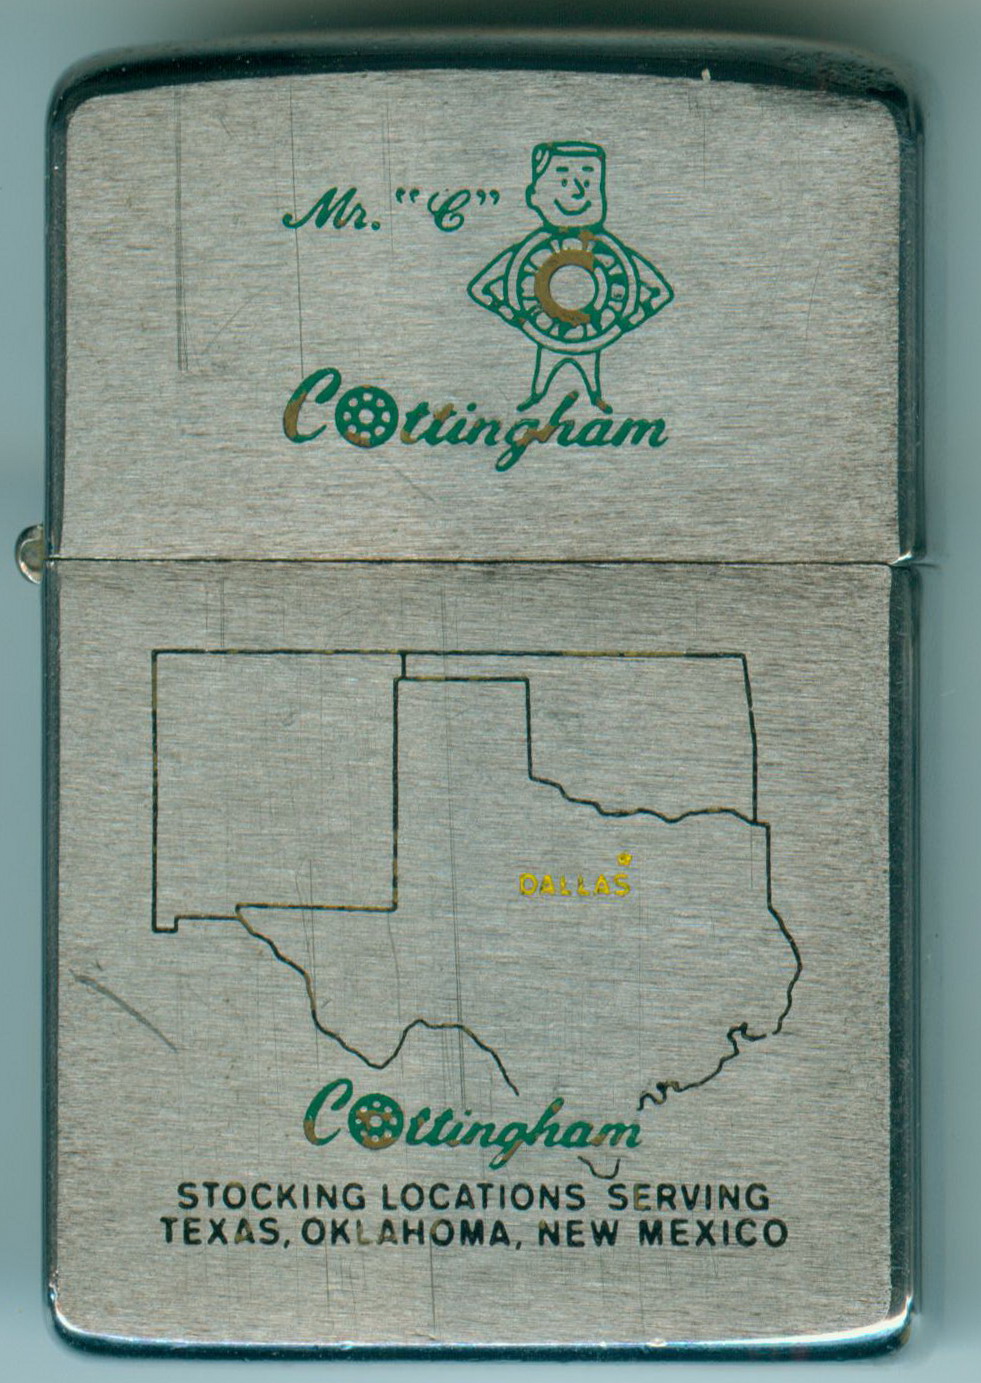 Mr. “C”
C
Cottingham
DALLAS
Cottingham
STOCKING LOCATIONS SERVING
TEXAS, OKLAHOMA, NEW MEXICO